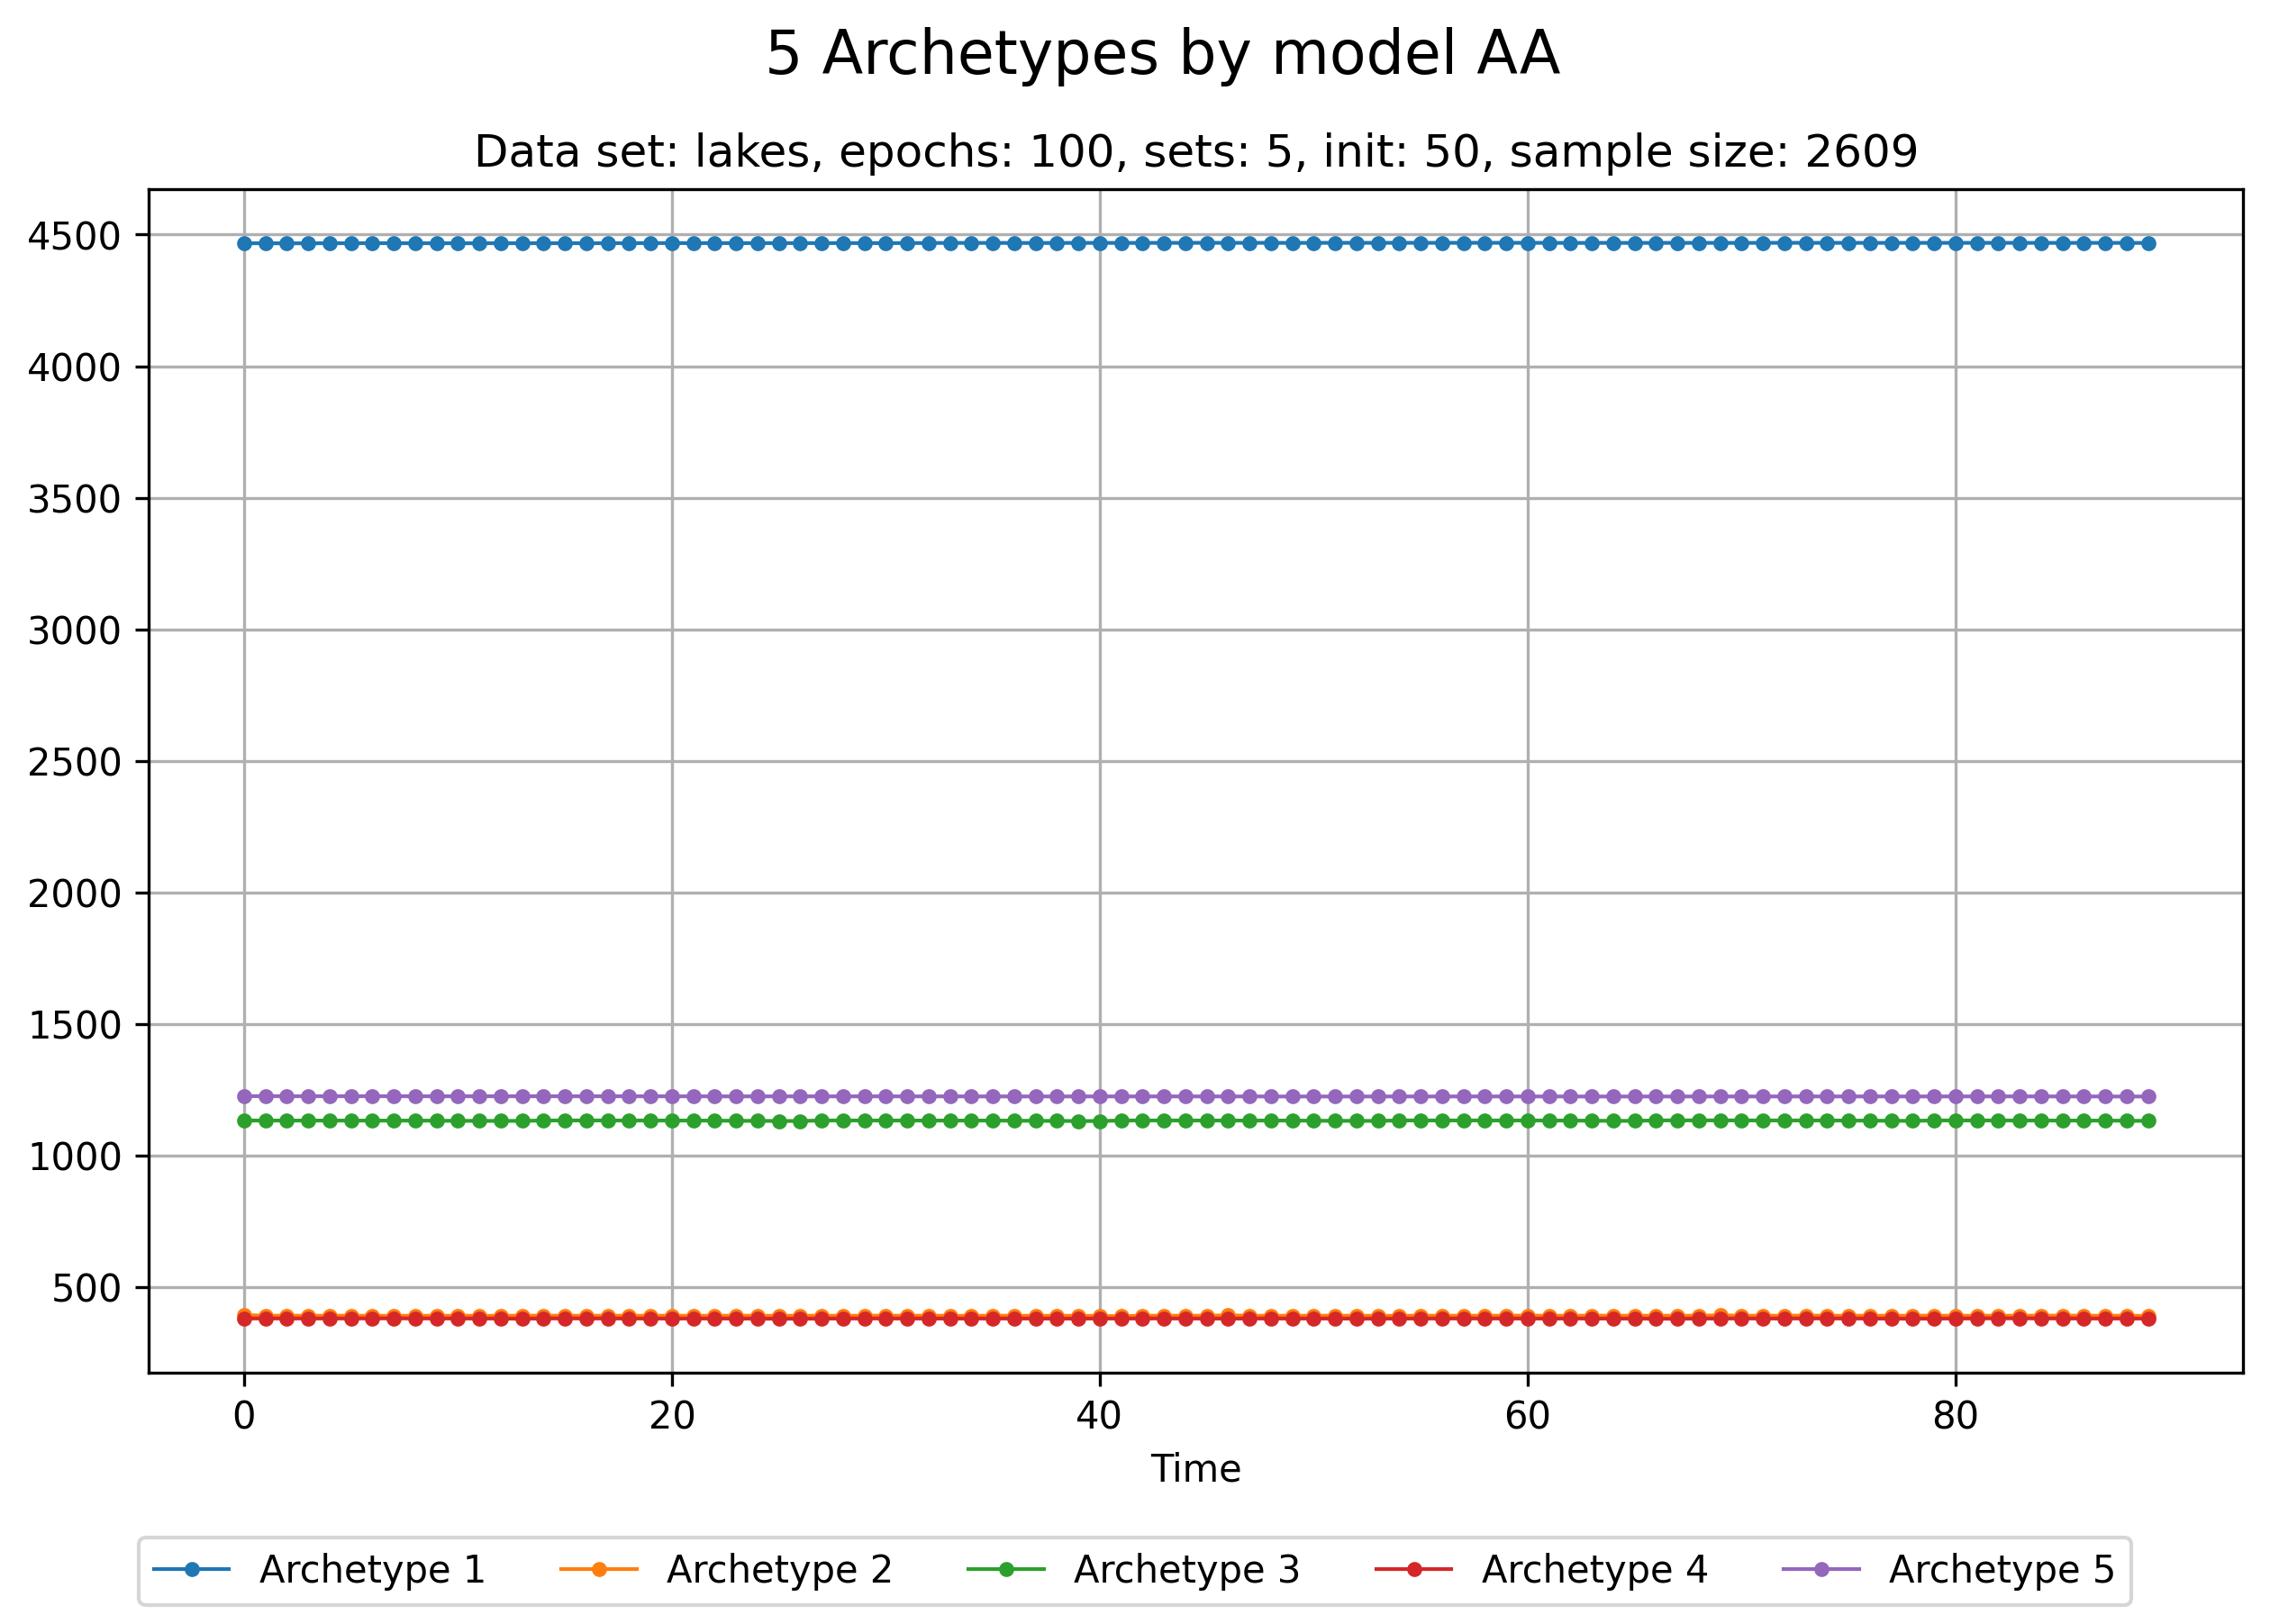 5 Archetypes by model AA
Data set: lakes, epochs: 100, sets: 5, init: 50, sample size: 2609
4500
4000
3500
3000
2500
2000
1500
1000
500
0 20 40 60 80
Time
Archetype 1 Archetype 2 Archetype 3 Archetype 4 Archetype 5